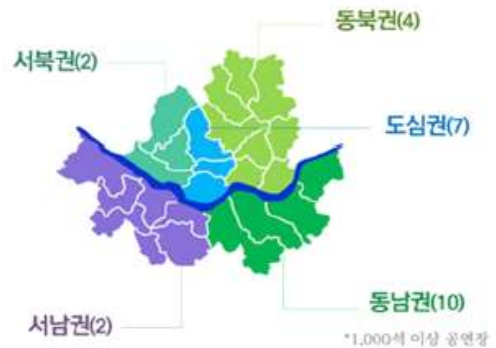 동북권(4)
서북권(2)
도심권(7)
동남권(10)
서남권(2)
*1,000석 이상 공연장